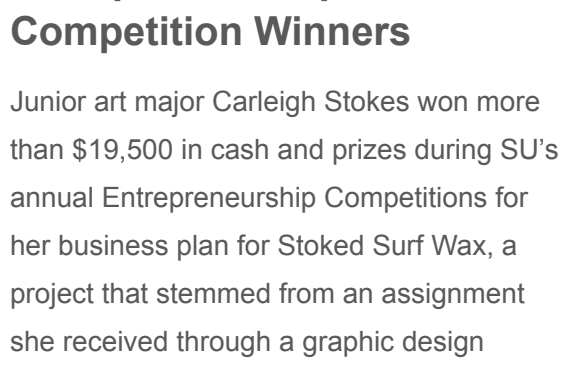 Competition Winners
Junior art major Carleigh Stokes won more
than $19,500 in cash and prizes during SU’s
annual Entrepreneurship Competitions for
her business plan for Stoked Surf Wax, a
project that stemmed from an assignment
she received through a graphic design